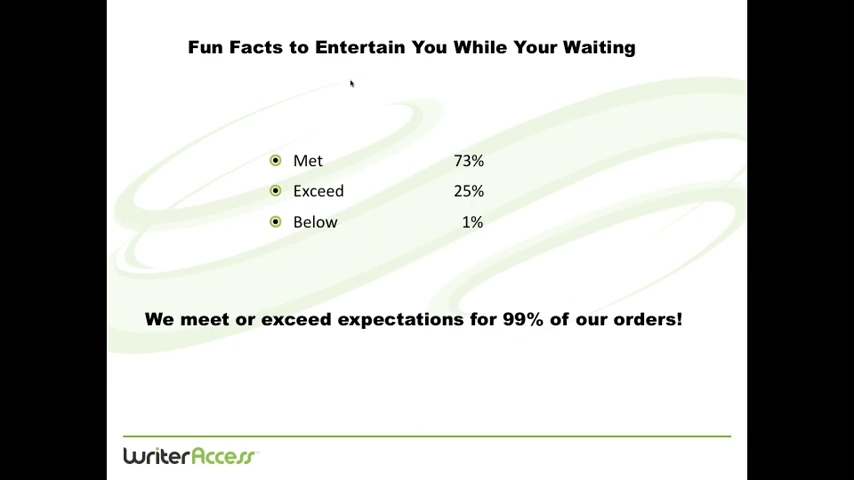 Fun Facts to Entertain You While Your Waiting
Met 73%
Exceed 25%
Below 1%
We meet or exceed expectations for 99% of our orders!
WriterAccess